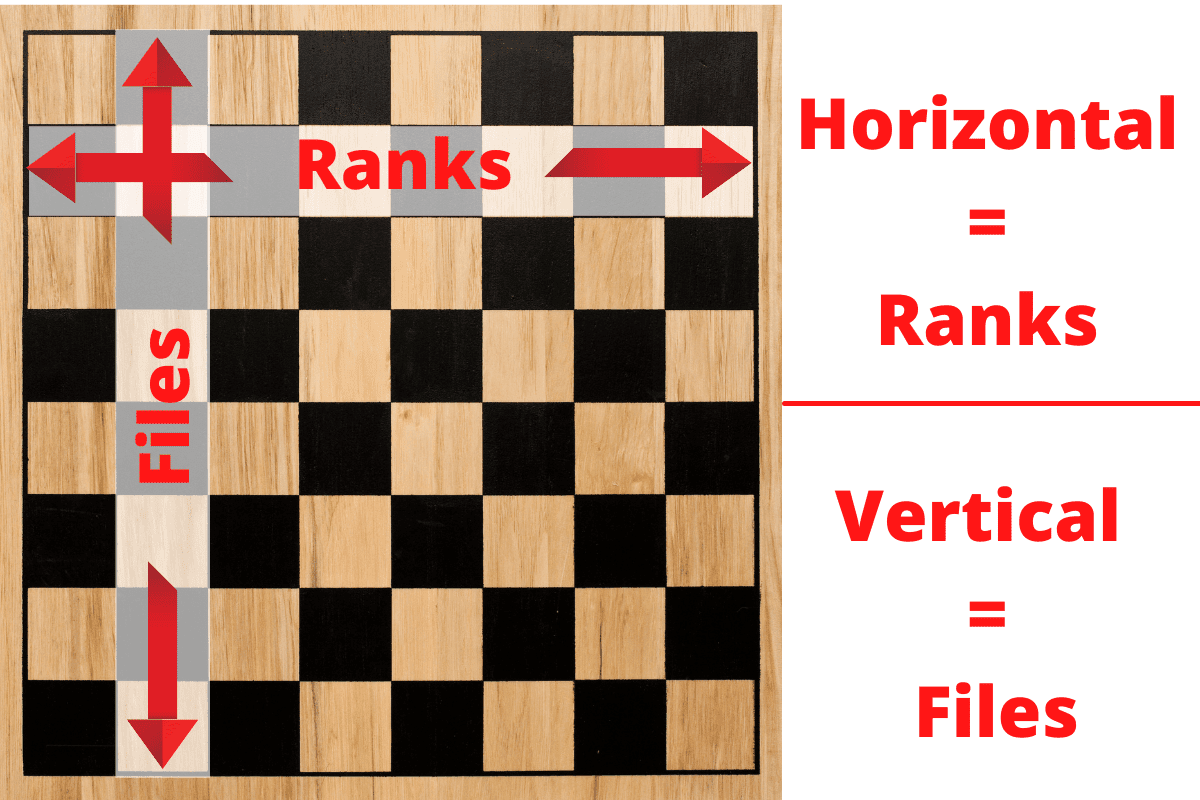 Ranks
Files
Horizontal
=
Ranks
Vertical
=
Files